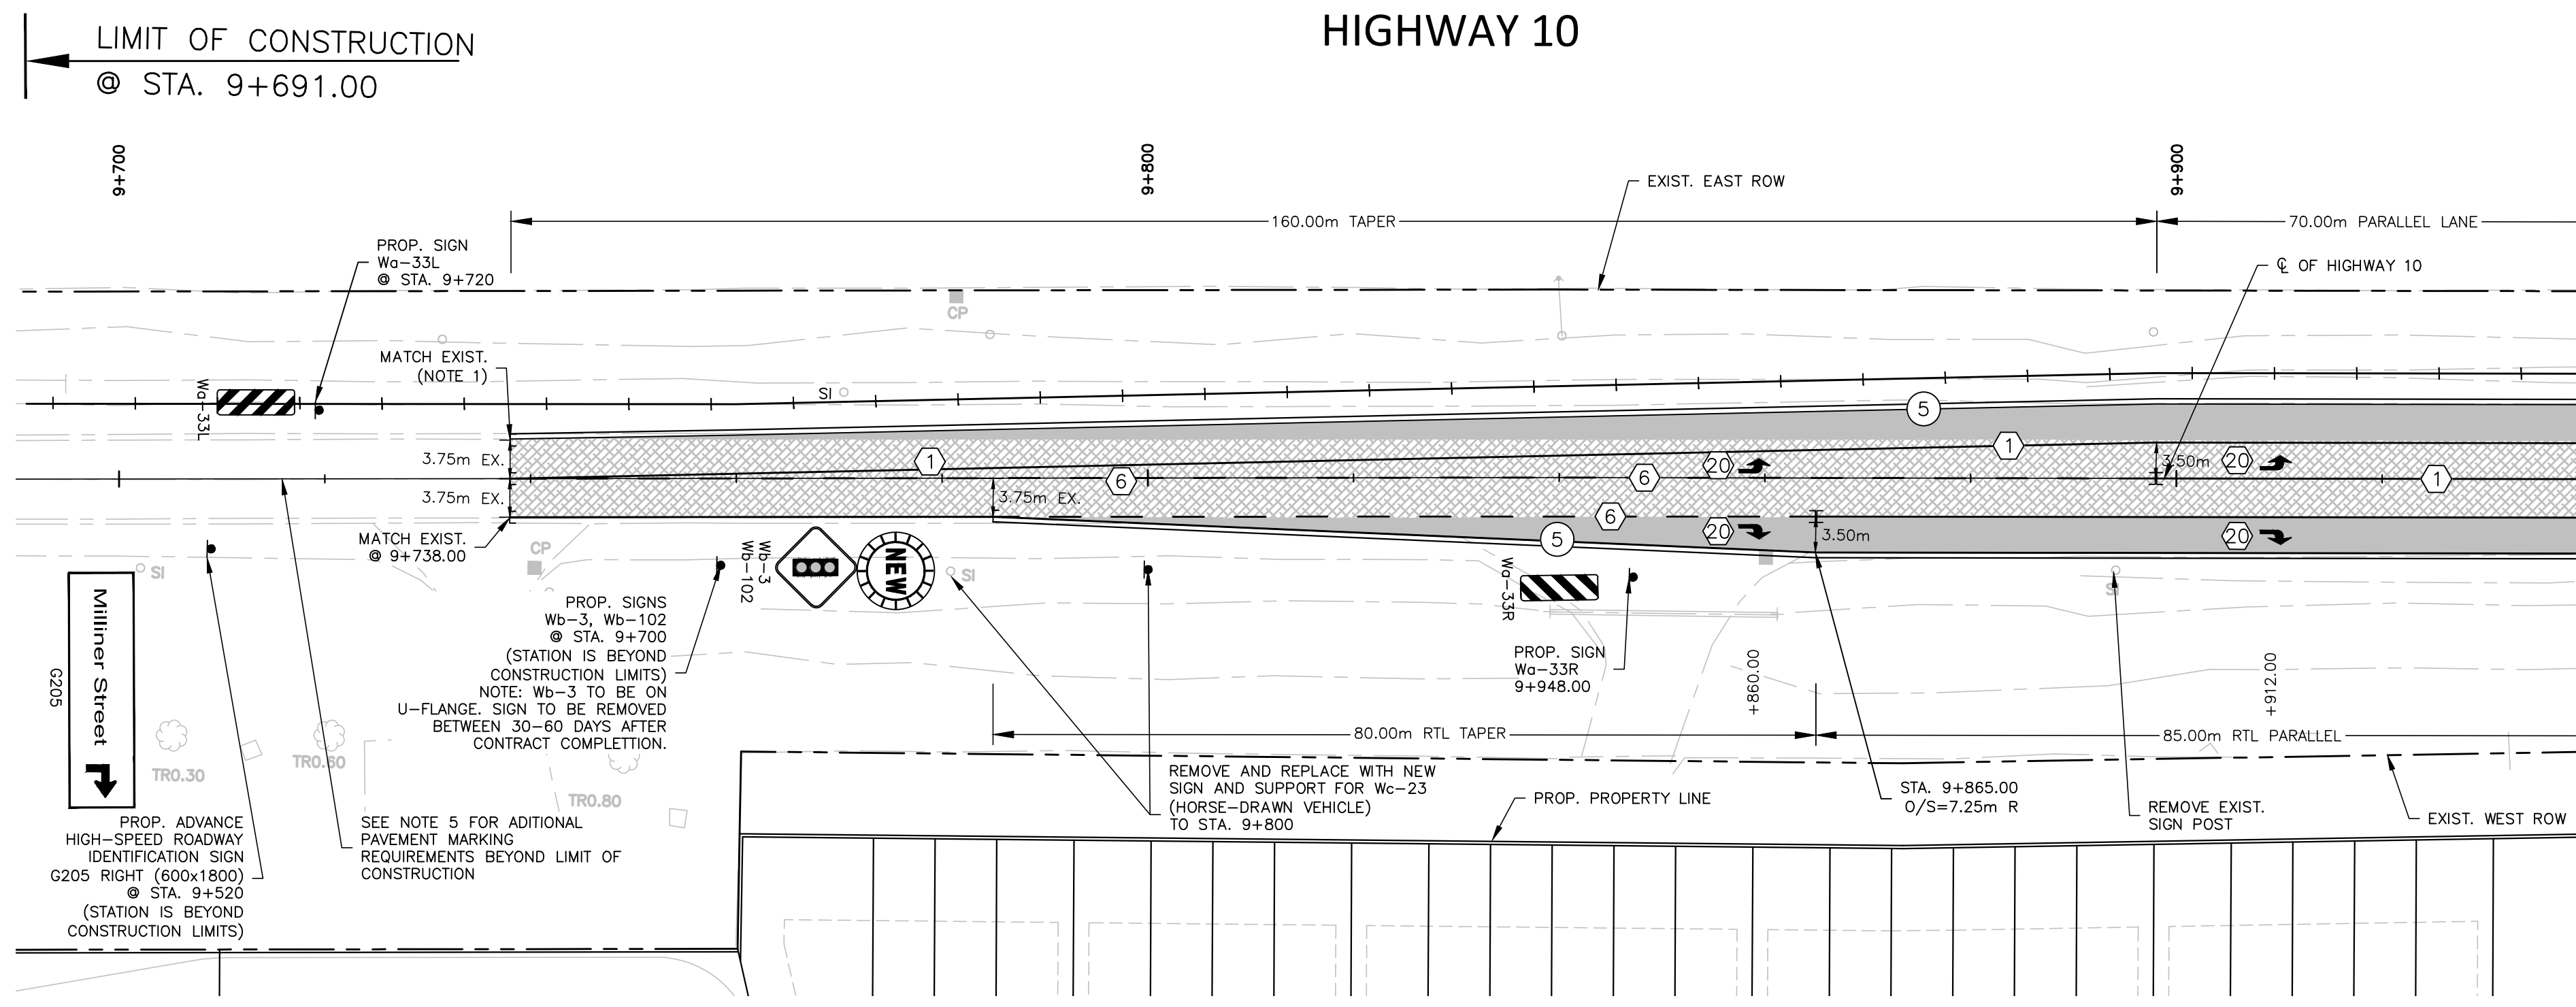 HIGHWAY 10
LIMIT OF CONSTRUCTION
@ STA. 9+691.00
9+700
9+800
9+900
EXIST. EAST ROW
160.00m TAPER
70.00m PARALLEL LANE
PROP. SIGN
Wa-33L
@ STA. 9+720
℄ OF HIGHWAY 10
CP
MATCH EXIST.
(NOTE 1)
Wa-33L
SI
5
3.75m EX.
1
1
20
3.50m
20
3.75m EX.
3.75m EX.
6
6
1
6
20
20
5
3.50m
MATCH EXIST.
@ 9+738.00
CP
SI
Wb-3
Wb-102
NEW
SI
Wa-33R
SI
PROP. SIGNS
Wb-3, Wb-102
@ STA. 9+700
(STATION IS BEYOND
CONSTRUCTION LIMITS)
NOTE: Wb-3 TO BE ON
U-FLANGE. SIGN TO BE REMOVED
BETWEEN 30-60 DAYS AFTER
CONTRACT COMPLETTION.
PROP. SIGN
Wa-33R
9+948.00
+860.00
+912.00
G205
Milliner Street
80.00m RTL TAPER
85.00m RTL PARALLEL
TR0.30
TR0.60
TR0.80
REMOVE AND REPLACE WITH NEW
SIGN AND SUPPORT FOR Wc-23
(HORSE-DRAWN VEHICLE)
TO STA. 9+800
PROP. PROPERTY LINE
STA. 9+865.00
O/S=7.25m R
REMOVE EXIST.
SIGN POST
EXIST. WEST ROW
PROP. ADVANCE
HIGH-SPEED ROADWAY
IDENTIFICATION SIGN
G205 RIGHT (600x1800)
@ STA. 9+520
(STATION IS BEYOND
CONSTRUCTION LIMITS)
SEE NOTE 5 FOR ADITIONAL
PAVEMENT MARKING
REQUIREMENTS BEYOND LIMIT OF
CONSTRUCTION